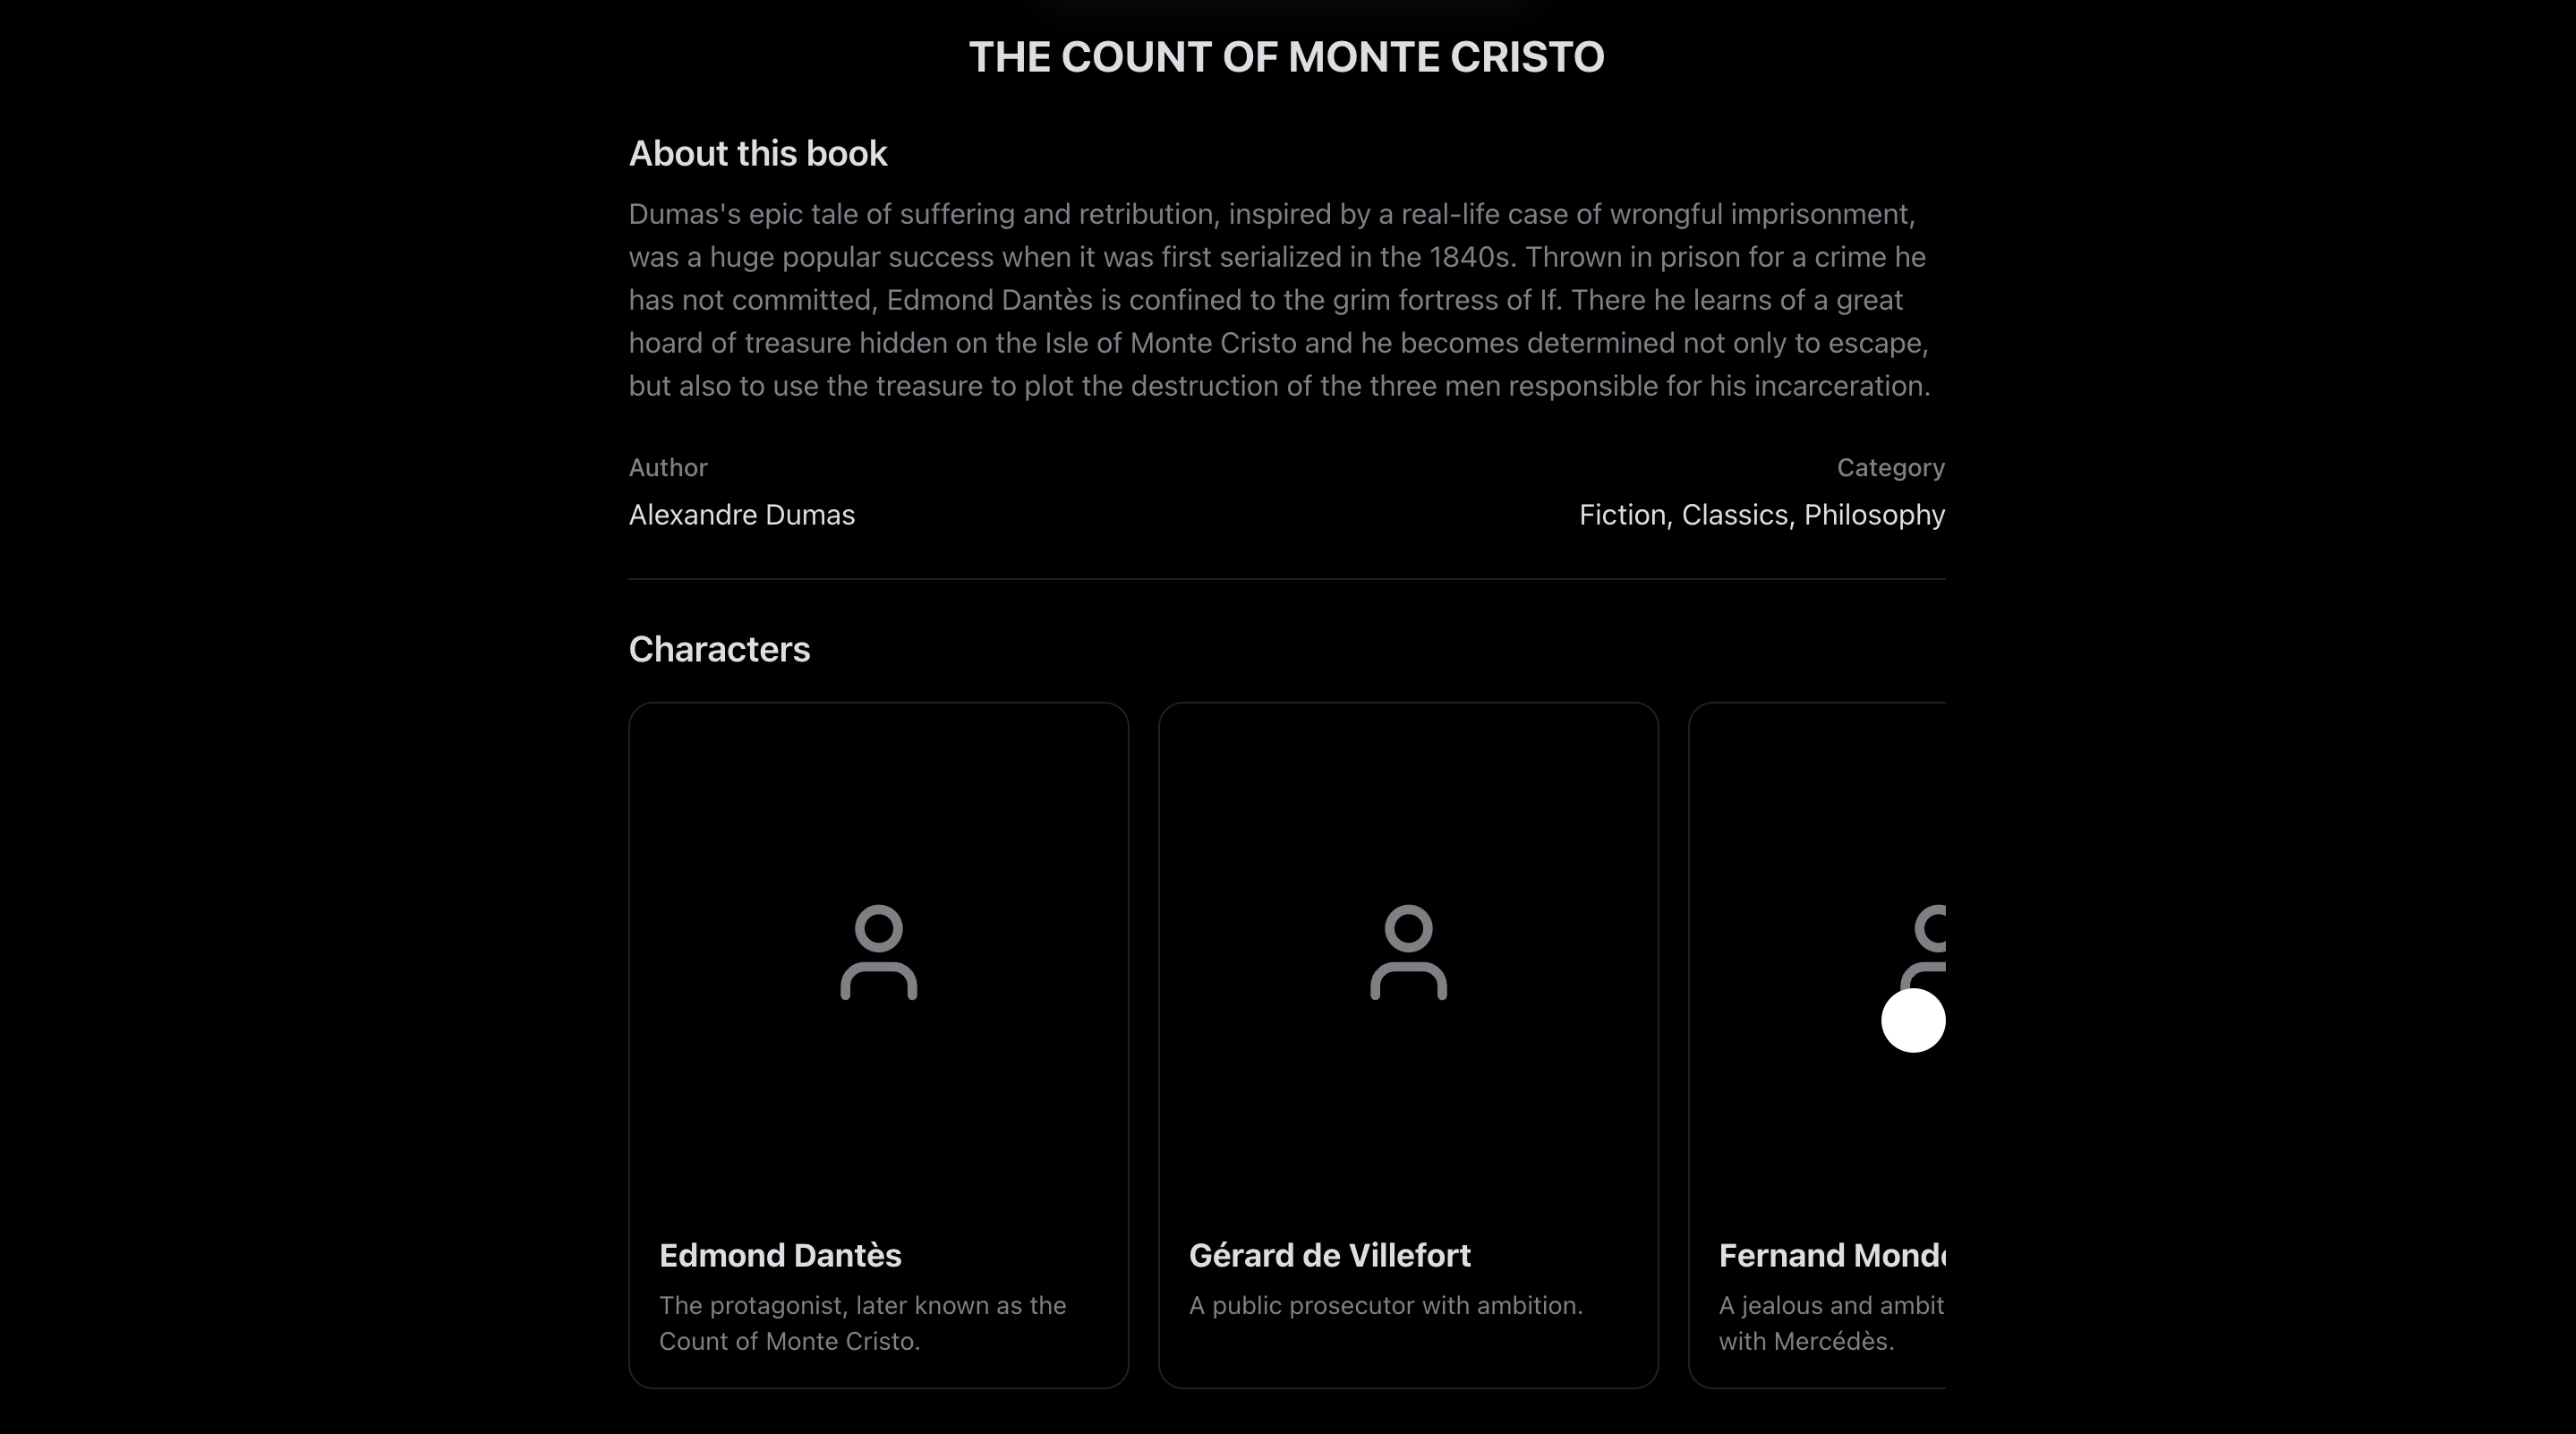 THE COUNT OF MONTE CRISTO
About this book
Dumas's epic tale of suffering and retribution, inspired by a real-life case of wrongful imprisonment,
was a huge popular success when it was first serialized in the 1840s. Thrown in prison for a crime he
has not committed, Edmond Dantès is confined to the grim fortress of If. There he learns of a great
hoard of treasure hidden on the Isle of Monte Cristo and he becomes determined not only to escape,
but also to use the treasure to plot the destruction of the three men responsible for his incarceration.
Author
Alexandre Dumas
Category
Fiction, Classics, Philosophy
Characters
Edmond Dantès
The protagonist, later known as the
Count of Monte Cristo.
Gérard de Villefort
A public prosecutor with ambition.
Fernand
A jealous and
with Mercédès.